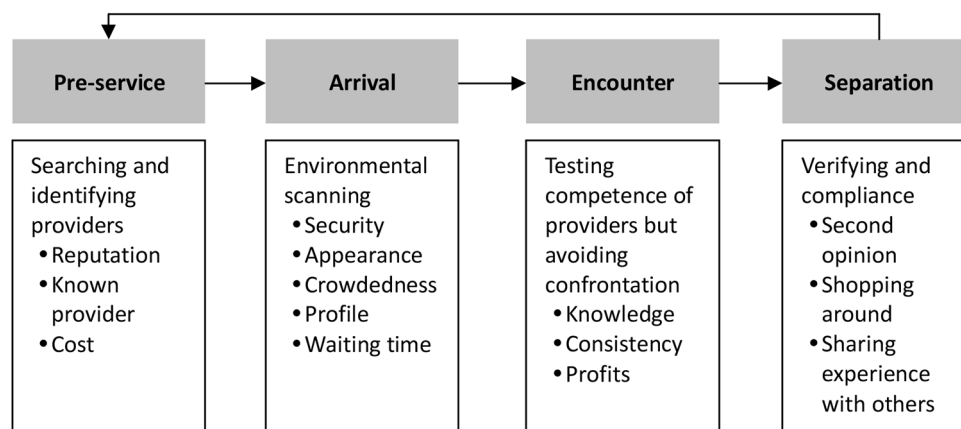 Pre-service
Arrival
Encounter
Separation
Searching and
identifying
providers
• Reputation
• Known
provider
• Cost
Environmental
scanning
• Security
• Appearance
• Crowdedness
• Profile
• Waiting time
Testing
competence of
providers but
avoiding
confrontation
• Knowledge
• Consistency
• Profits
Verifying and
compliance
• Second
opinion
• Shopping
around
• Sharing
experience
with others